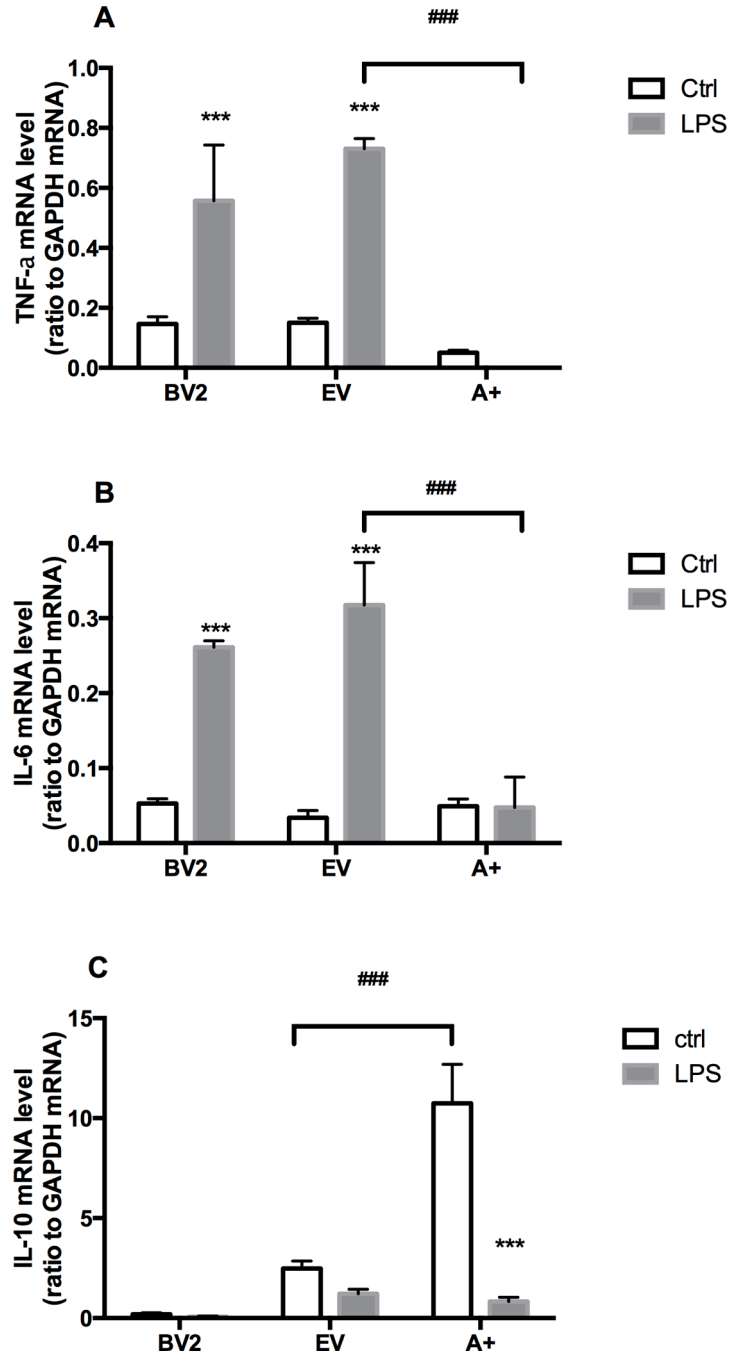 A
###
TNF-a mRNA level
(ratio to GAPDH mRNA)
1.0
0.8
0.6
0.4
0.2
0.0
***
***
BV2
EV
A+
Ctrl
LPS
B
###
IL-6 mRNA level
(ratio to GAPDH mRNA)
0.4
0.3
0.2
0.1
0.0
***
***
BV2
EV
A+
Ctrl
LPS
C
###
IL-10 mRNA level
(ratio to GAPDH mRNA)
15
10
5
0
***
BV2
EV
A+
ctrl
LPS